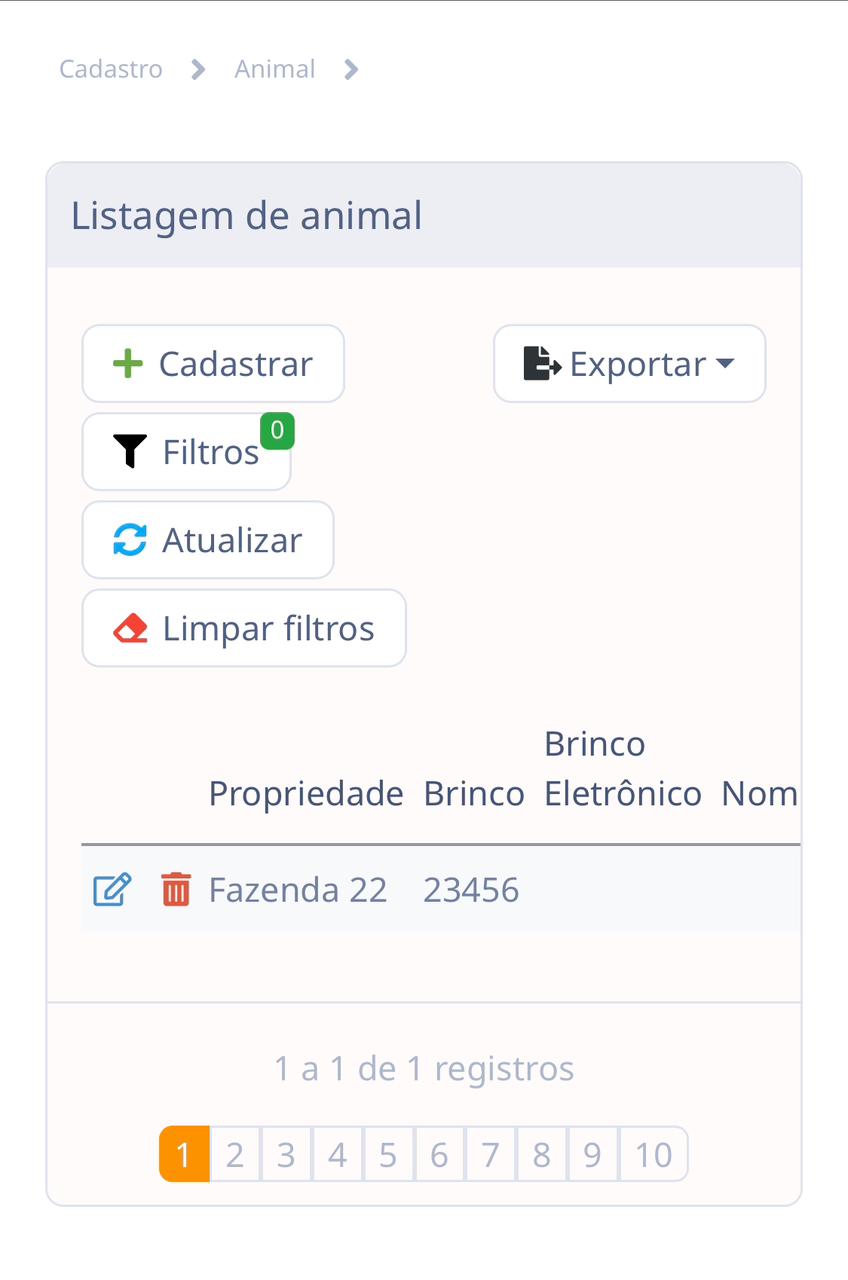 Cadastro Animal
Listagem de animal
Cadastrar Exportar
Filtros 0
Atualizar
Limpar filtros
Propriedade Brinco Brinco Eletrônico Nom
Fazenda 22 23456
1 a 1 de 1 registros
1 2 3 4 5 6 7 8 9 10